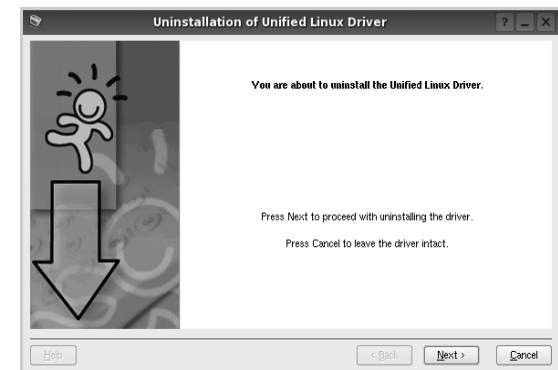 Uninstallation of Unified Linux Driver
You are about to uninstall the Unified Linux Driver.
Press Next to proceed with uninstalling the driver.
Press Cancel to leave the driver intact.
Help
< Back
Next >
Cancel